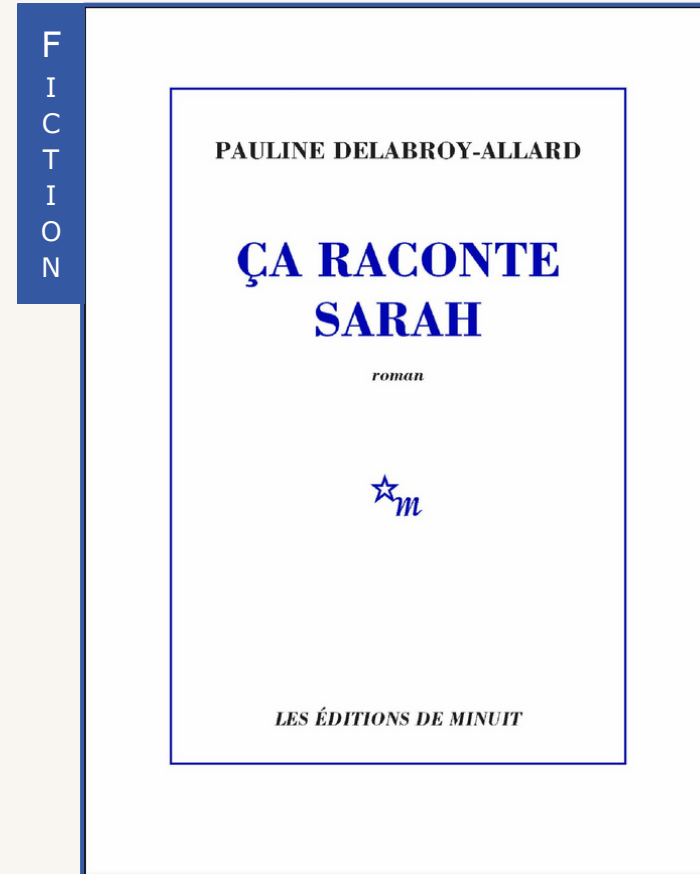 FICTION
PAULINE DELABROY-ALLARD
ÇA RACONTE
SARAH
roman
m
LES ÉDITIONS DE MINUIT